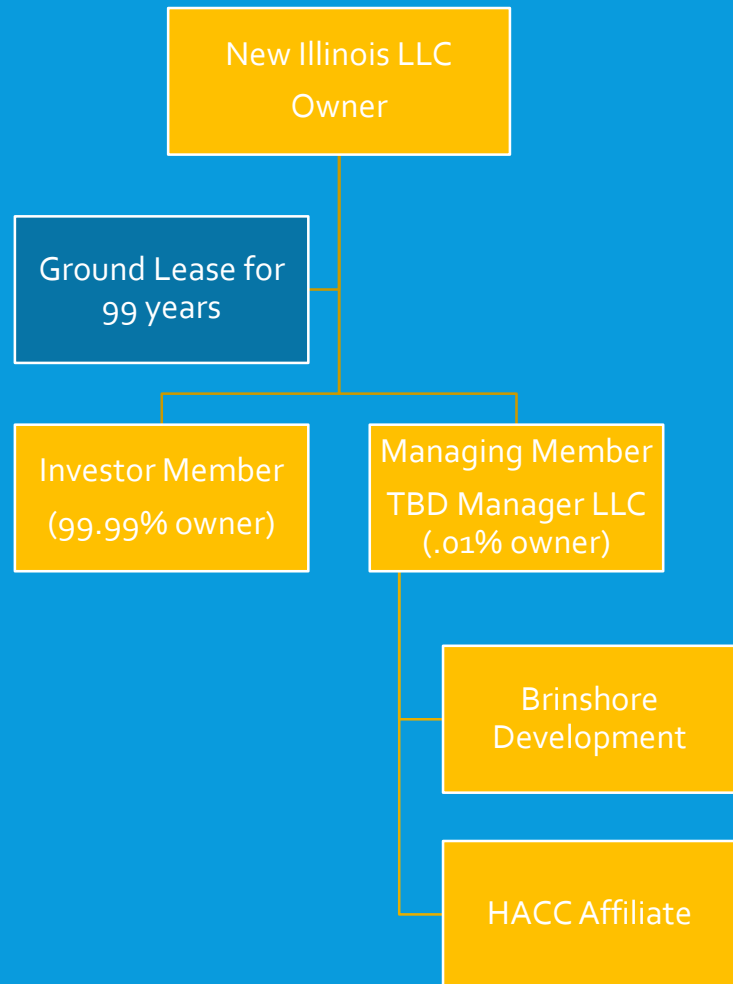 New Illinois LLC
Owner
Ground Lease for
99 years
Investor Member
(99.99% owner)
Managing Member
TBD Manager LLC
(.01% owner)
Brinshore
Development
HACC Affiliate